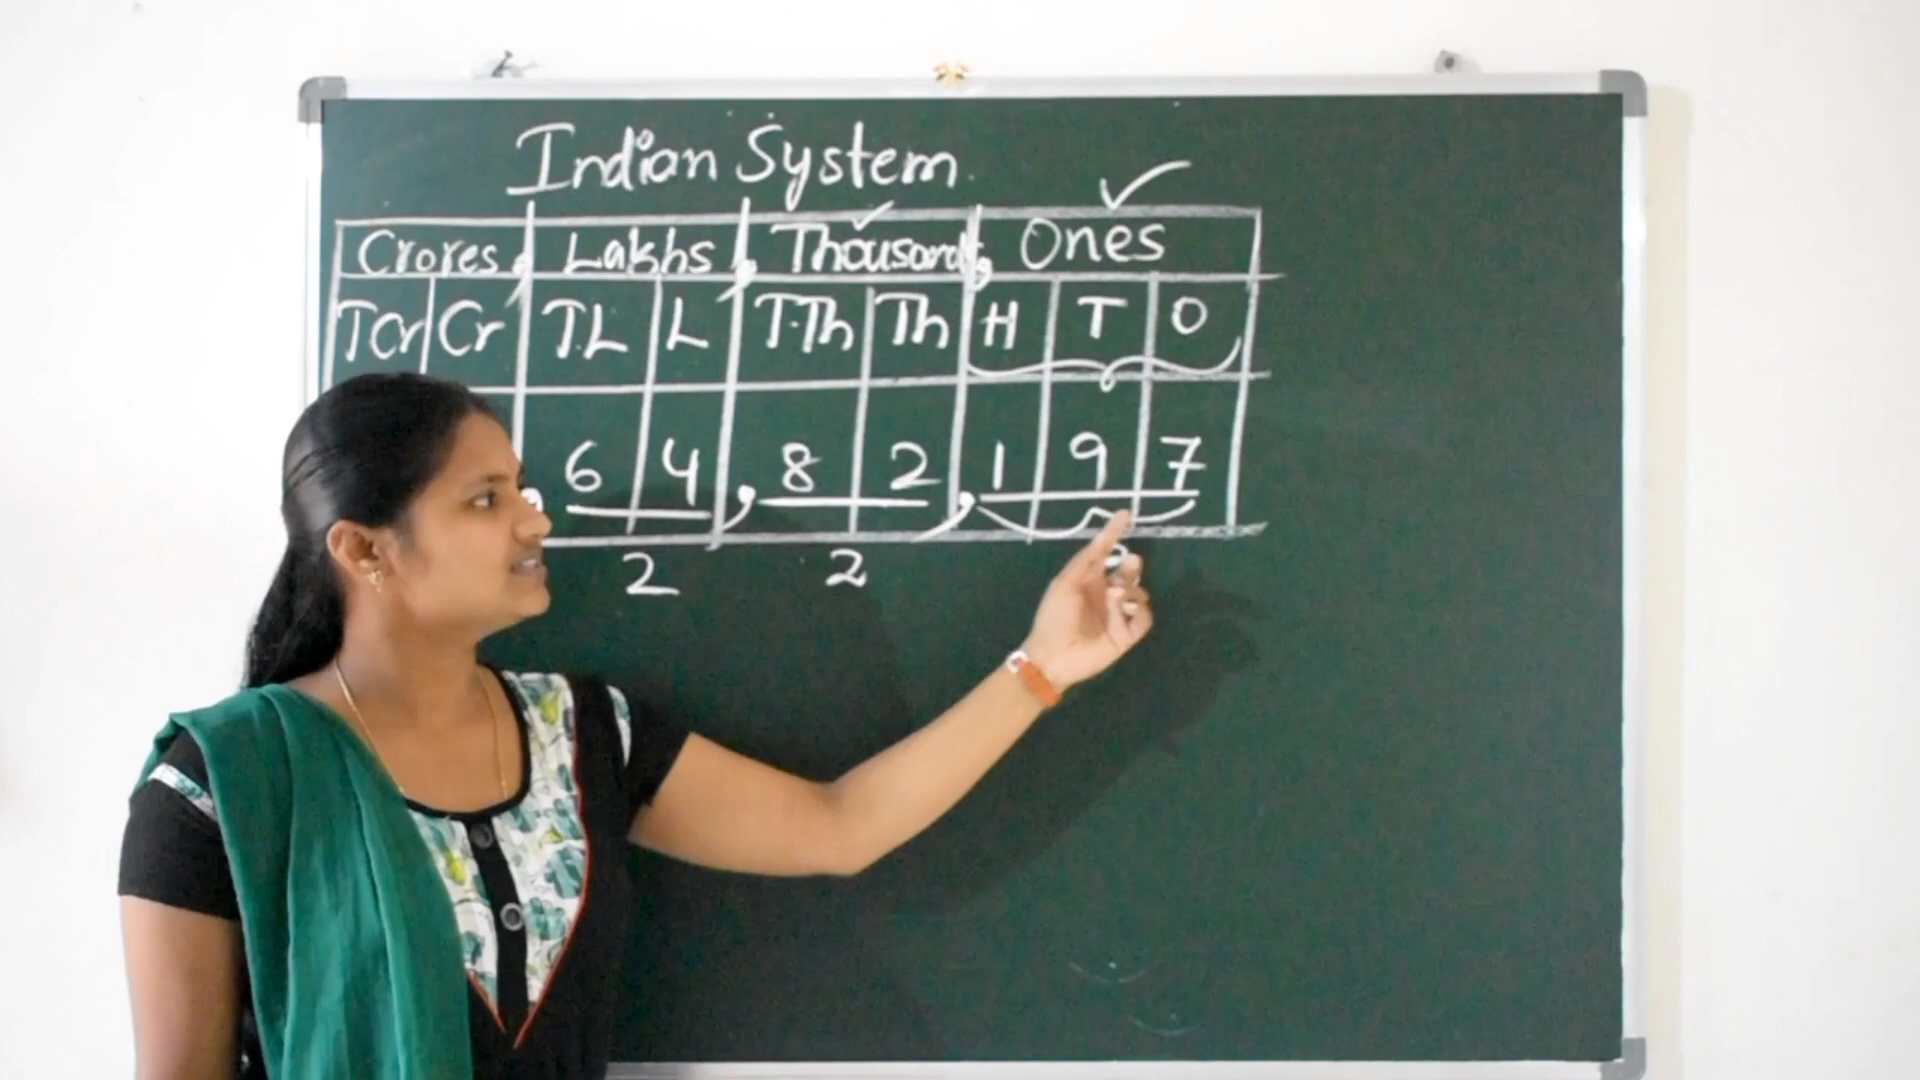 Indian System
Crores, Lakhs, Thousands, Ones
TCr Cr T.L L T.Th Th H T O
, 6 4, 8 2, 1 9 7
2 2